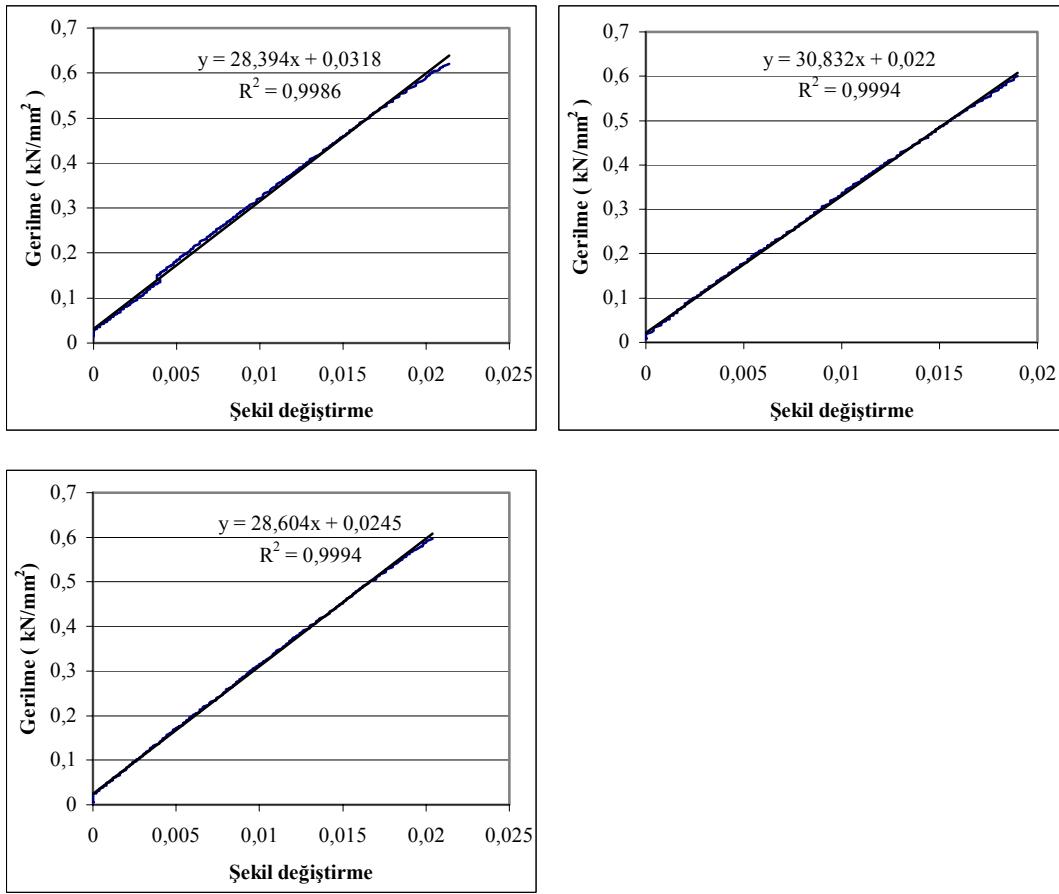 0,7
0,6
0,5
0,4
0,3
0,2
0,1
0
Gerilme ( kN/mm²)
y = 28,394x + 0,0318
R² = 0,9986
0 0,005 0,01 0,015 0,02 0,025
Şekil değiştirme
0,7
0,6
0,5
0,4
0,3
0,2
0,1
0
Gerilme ( kN/mm²)
y = 30,832x + 0,022
R² = 0,9994
0 0,005 0,01 0,015 0,02
Şekil değiştirme
0,7
0,6
0,5
0,4
0,3
0,2
0,1
0
Gerilme ( kN/mm²)
y = 28,604x + 0,0245
R² = 0,9994
0 0,005 0,01 0,015 0,02 0,025
Şekil değiştirme